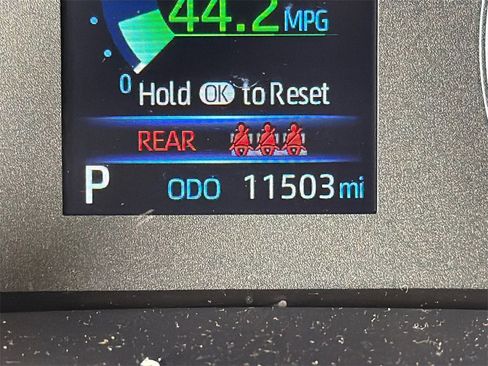 44.2 MPG
0
Hold OK to Reset
REAR
P ODO 11503 mi